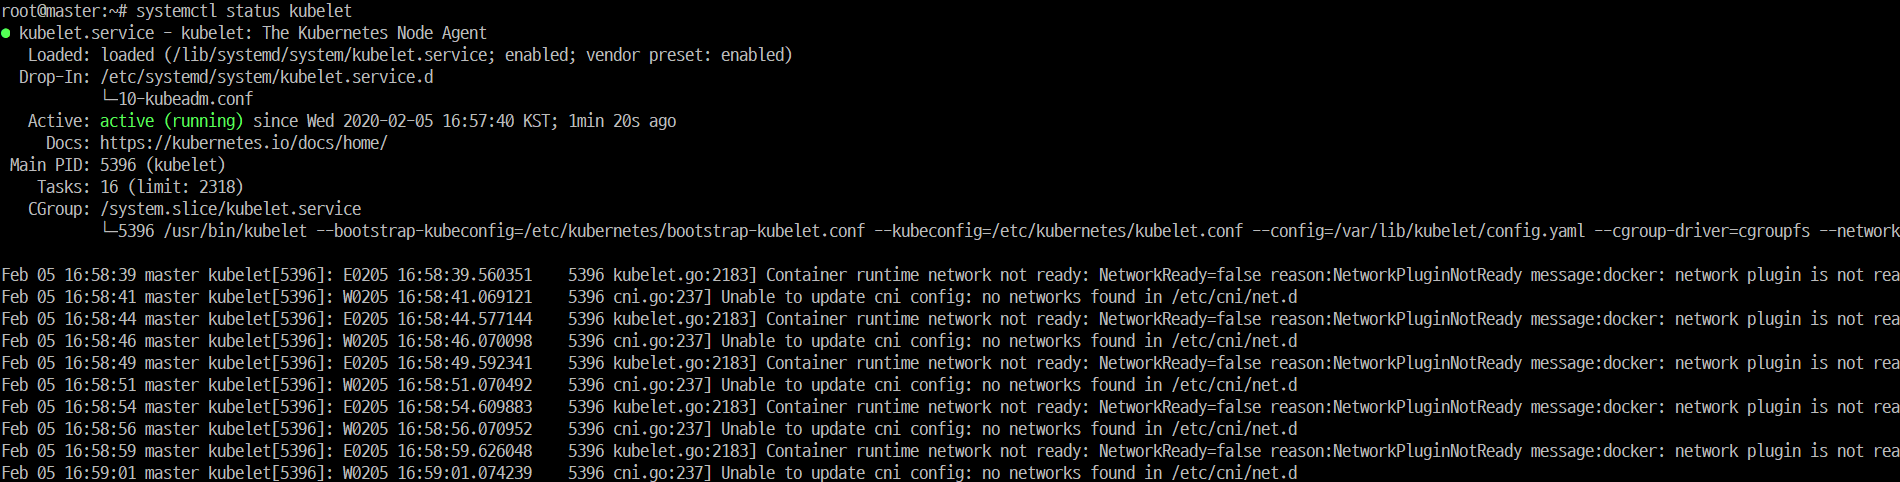 root@master:~# systemctl status kubelet
● kubelet.service - kubelet: The Kubernetes Node Agent
   Loaded: loaded (/lib/systemd/system/kubelet.service; enabled; vendor preset: enabled)
  Drop-In: /etc/systemd/system/kubelet.service.d
           └─10-kubeadm.conf
   Active: active (running) since Wed 2020-02-05 16:57:40 KST; 1min 20s ago
     Docs: https://kubernetes.io/docs/home/
 Main PID: 5396 (kubelet)
    Tasks: 16 (limit: 2318)
   CGroup: /system.slice/kubelet.service
           └─5396 /usr/bin/kubelet --bootstrap-kubeconfig=/etc/kubernetes/bootstrap-kubelet.conf --kubeconfig=/etc/kubernetes/kubelet.conf --config=/var/lib/kubelet/config.yaml --cgroup-driver=cgroupfs --network

Feb 05 16:58:39 master kubelet[5396]: E0205 16:58:39.560351    5396 kubelet.go:2183] Container runtime network not ready: NetworkReady=false reason:NetworkPluginNotReady message:docker: network plugin is not rea
Feb 05 16:58:41 master kubelet[5396]: W0205 16:58:41.069121    5396 cni.go:237] Unable to update cni config: no networks found in /etc/cni/net.d
Feb 05 16:58:44 master kubelet[5396]: E0205 16:58:44.577144    5396 kubelet.go:2183] Container runtime network not ready: NetworkReady=false reason:NetworkPluginNotReady message:docker: network plugin is not rea
Feb 05 16:58:46 master kubelet[5396]: W0205 16:58:46.070098    5396 cni.go:237] Unable to update cni config: no networks found in /etc/cni/net.d
Feb 05 16:58:49 master kubelet[5396]: E0205 16:58:49.592341    5396 kubelet.go:2183] Container runtime network not ready: NetworkReady=false reason:NetworkPluginNotReady message:docker: network plugin is not rea
Feb 05 16:58:51 master kubelet[5396]: W0205 16:58:51.070492    5396 cni.go:237] Unable to update cni config: no networks found in /etc/cni/net.d
Feb 05 16:58:54 master kubelet[5396]: E0205 16:58:54.609883    5396 kubelet.go:2183] Container runtime network not ready: NetworkReady=false reason:NetworkPluginNotReady message:docker: network plugin is not rea
Feb 05 16:58:56 master kubelet[5396]: W0205 16:58:56.070952    5396 cni.go:237] Unable to update cni config: no networks found in /etc/cni/net.d
Feb 05 16:58:59 master kubelet[5396]: E0205 16:58:59.626048    5396 kubelet.go:2183] Container runtime network not ready: NetworkReady=false reason:NetworkPluginNotReady message:docker: network plugin is not rea
Feb 05 16:59:01 master kubelet[5396]: W0205 16:59:01.074239    5396 cni.go:237] Unable to update cni config: no networks found in /etc/cni/net.d